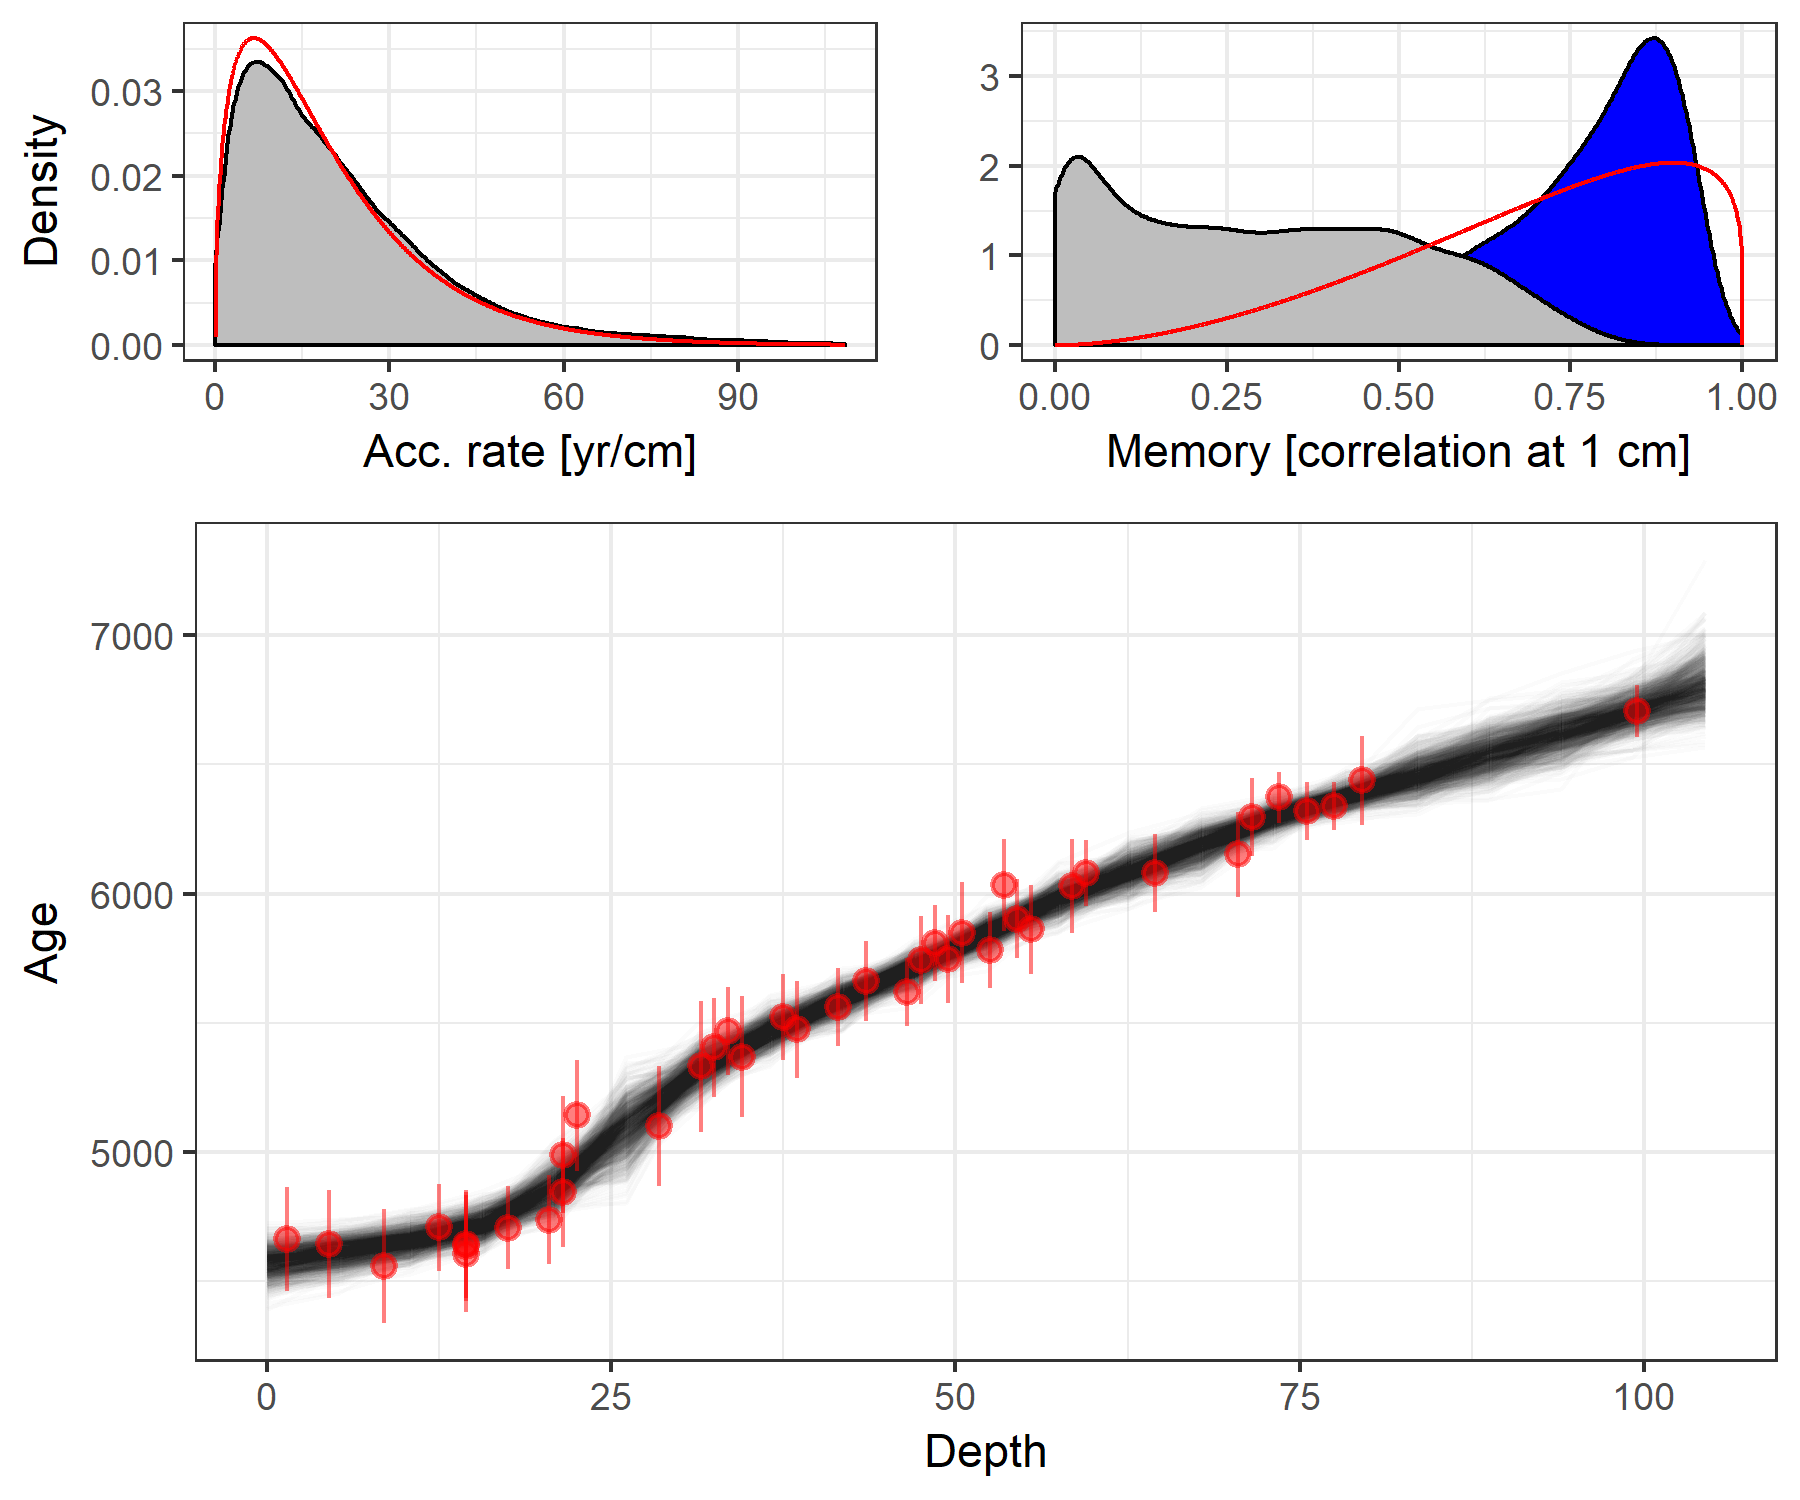 Density
0.03
0.02
0.01
0.00
0 30 60 90
Acc. rate [yr/cm]
3
2
1
0
0.00 0.25 0.50 0.75 1.00
Memory [correlation at 1 cm]
Age
7000
6000
5000
0 25 50 75 100
Depth